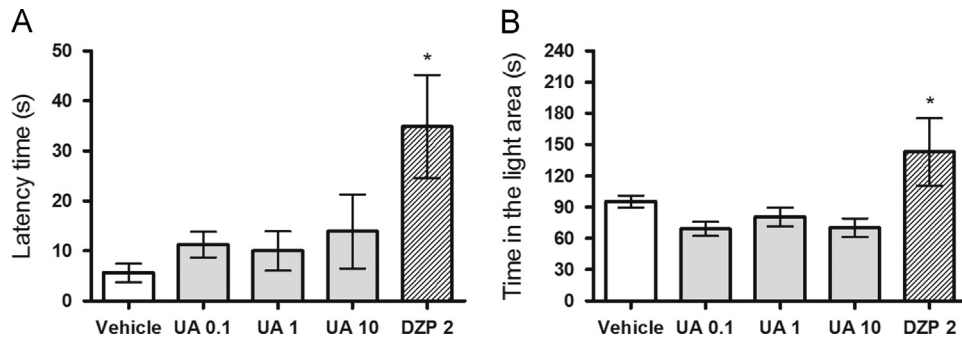 A
Latency time (s)
50
40
30
20
10
0
*
Vehicle UA 0.1 UA 1 UA 10 DZP 2
B
Time in the light area (s)
240
210
180
150
120
90
60
30
0
*
Vehicle UA 0.1 UA 1 UA 10 DZP 2